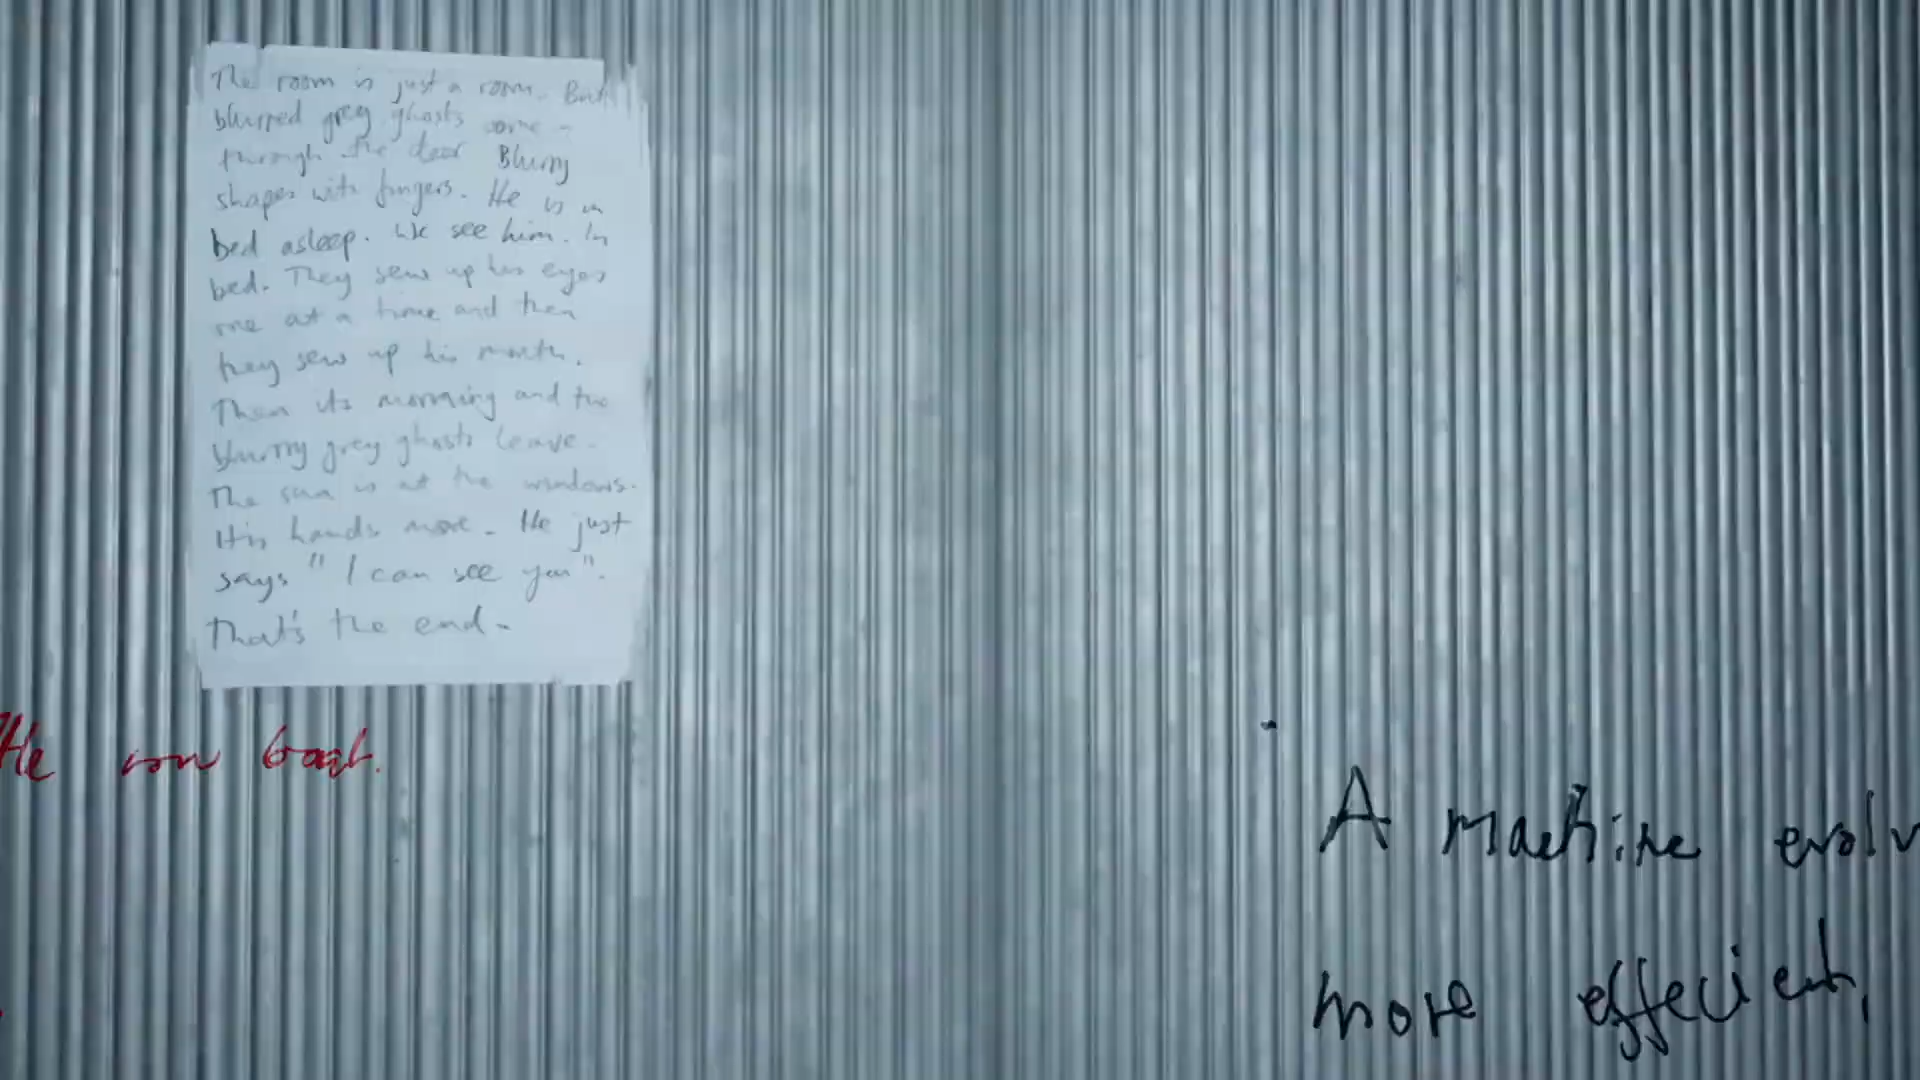 The room is just a room. But
blurred grey ghosts come
through the door Blurry
shapes with fingers. He is in
bed asleep. We see him. In
bed. They sew up his eyes
one at a time and then
they sew up his mouth.
Then its morning and the
blurry grey ghosts leave.
The sun is at the windows.
His hands move. He just
says "I can see you".
That's the end.
He
A machine evolv
more effecient,